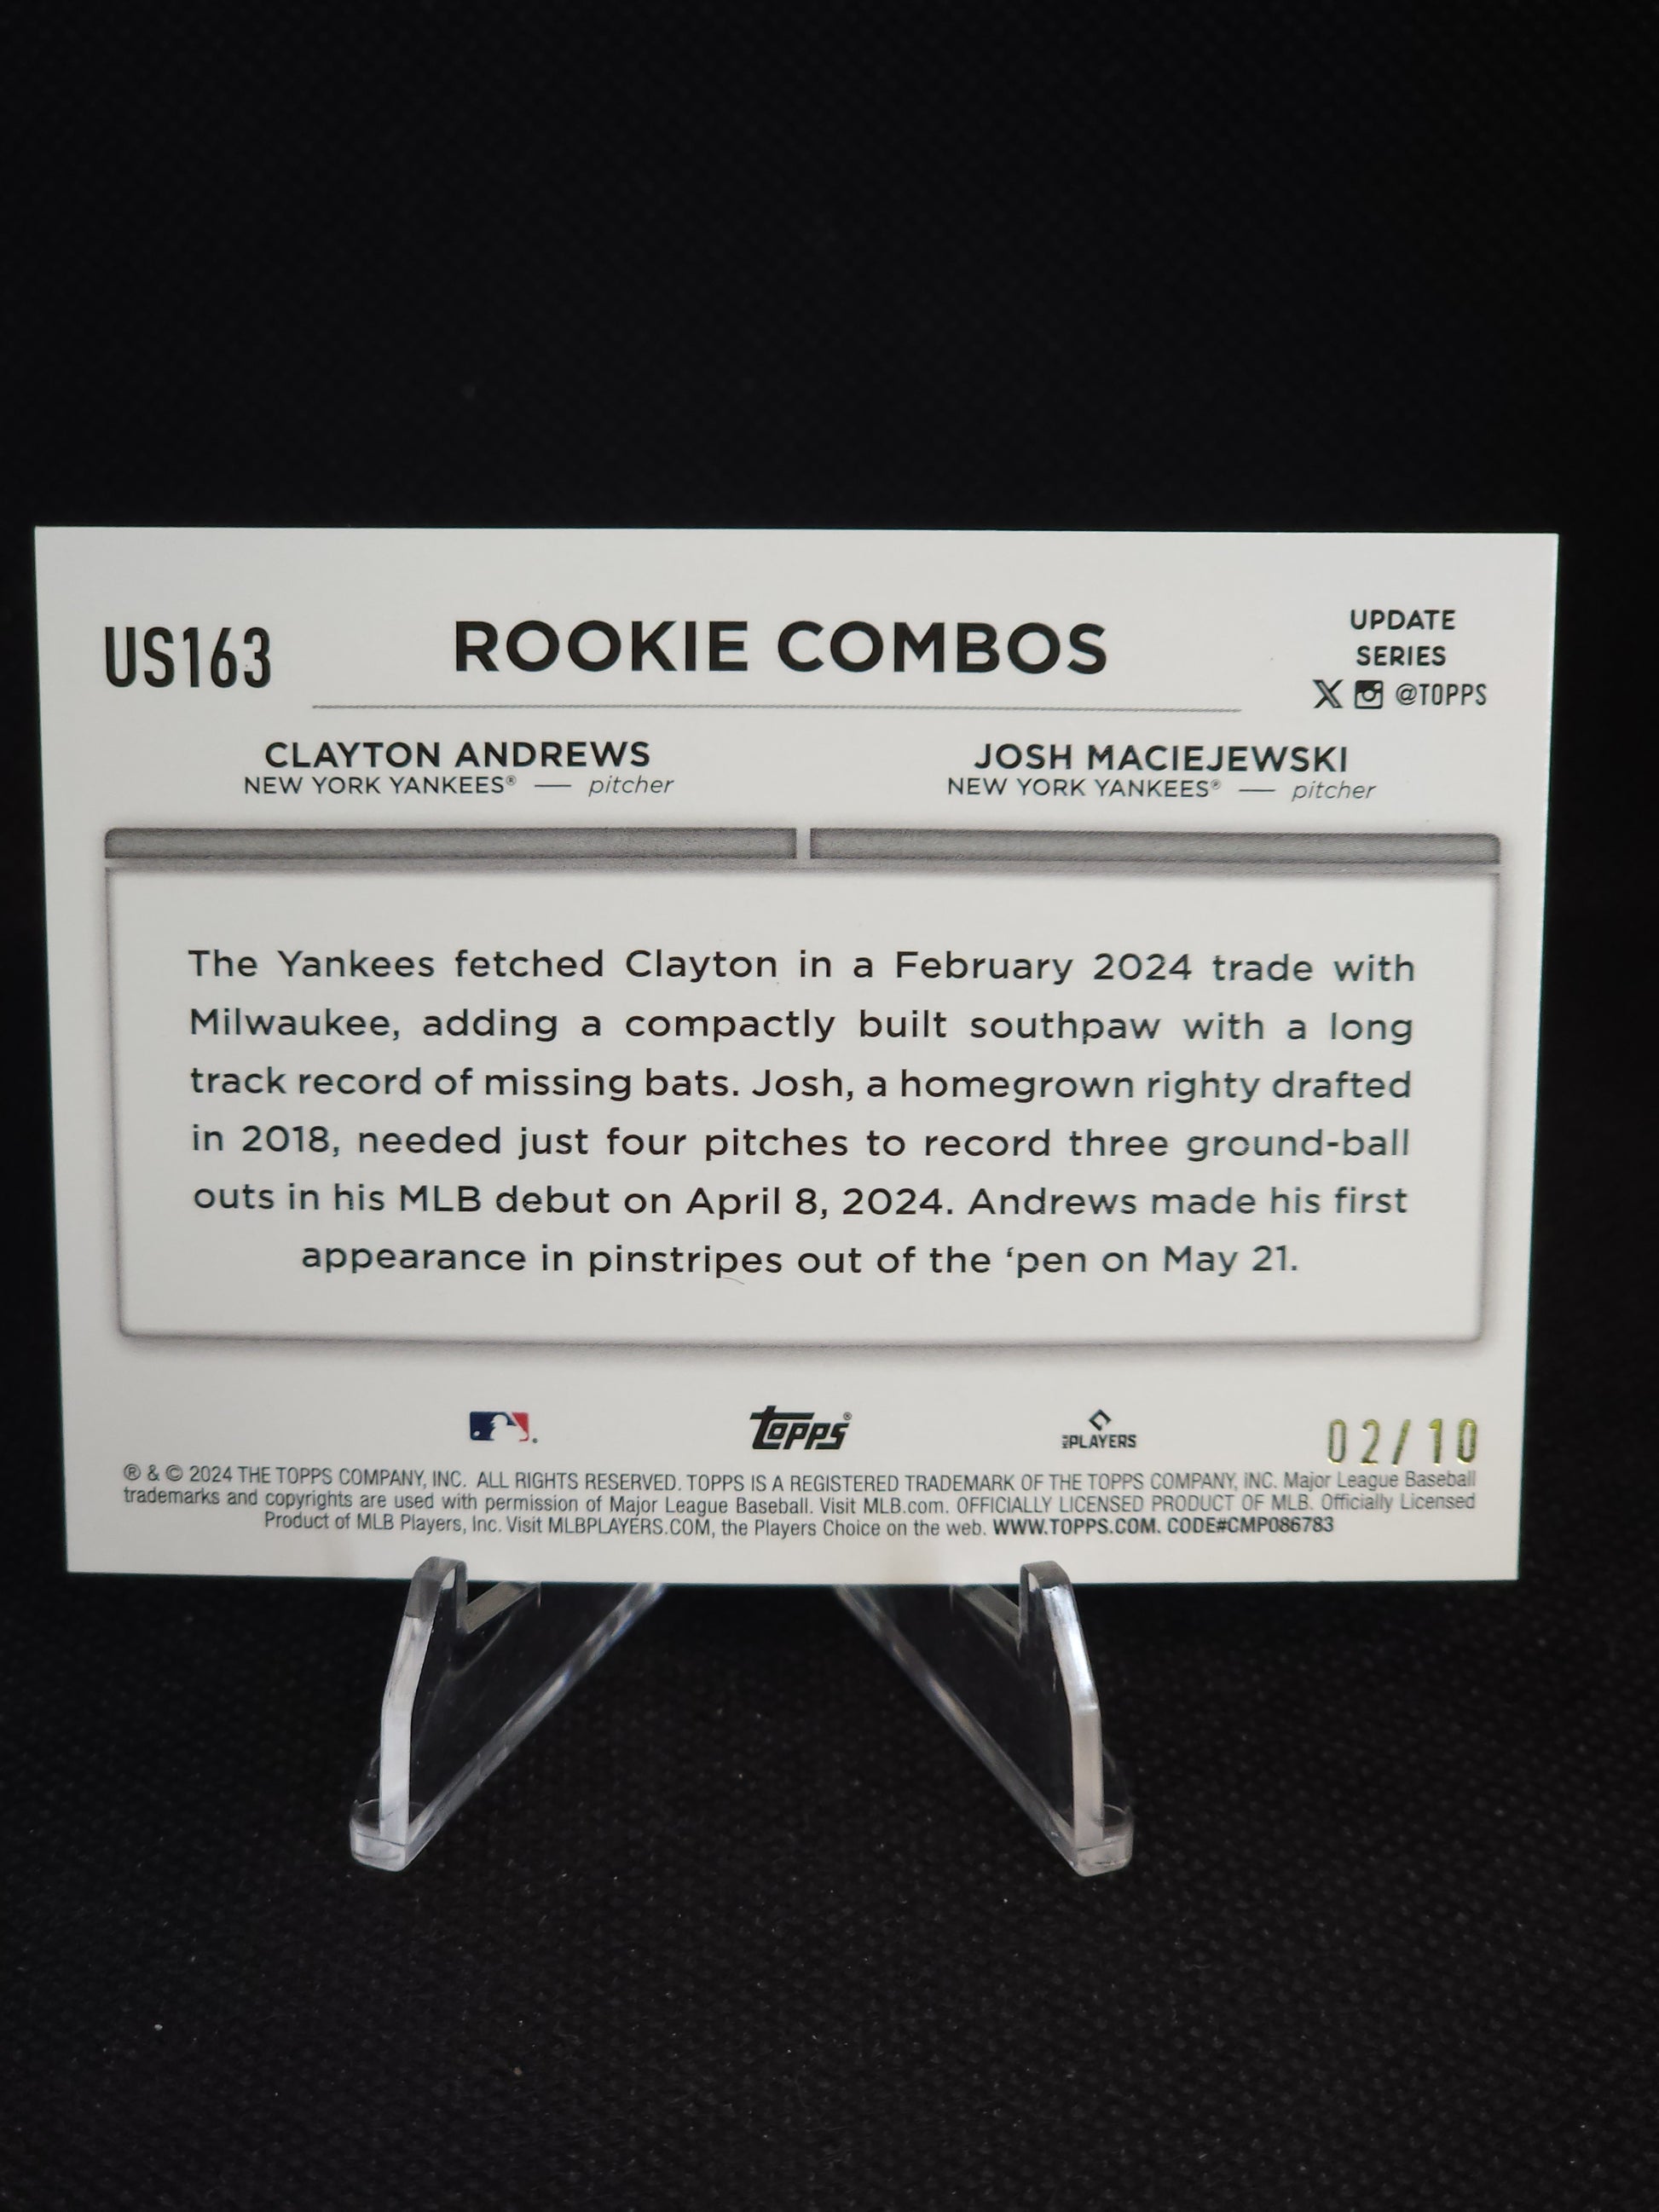 US163
ROOKIE COMBOS
UPDATE
SERIES
@TOPPS
CLAYTON ANDREWS
NEW YORK YANKEES® — pitcher
JOSH MACIEJEWSKI
NEW YORK YANKEES® — pitcher
The Yankees fetched Clayton in a February 2024 trade with
Milwaukee, adding a compactly built southpaw with a long
track record of missing bats. Josh, a homegrown righty drafted
in 2018, needed just four pitches to record three ground-ball
outs in his MLB debut on April 8, 2024. Andrews made his first
appearance in pinstripes out of the ‘pen on May 21.
Topps®
MLB PLAYERS
02/10
® & © 2024 THE TOPPS COMPANY, INC. ALL RIGHTS RESERVED. TOPPS IS A REGISTERED TRADEMARK OF THE TOPPS COMPANY, INC. Major League Baseball
trademarks and copyrights are used with permission of Major League Baseball. Visit MLB.com. OFFICIALLY LICENSED PRODUCT OF MLB. Officially Licensed
Product of MLB Players, Inc. Visit MLBPLAYERS.COM, the Players Choice on the web. WWW.TOPPS.COM. CODE#CMP086783